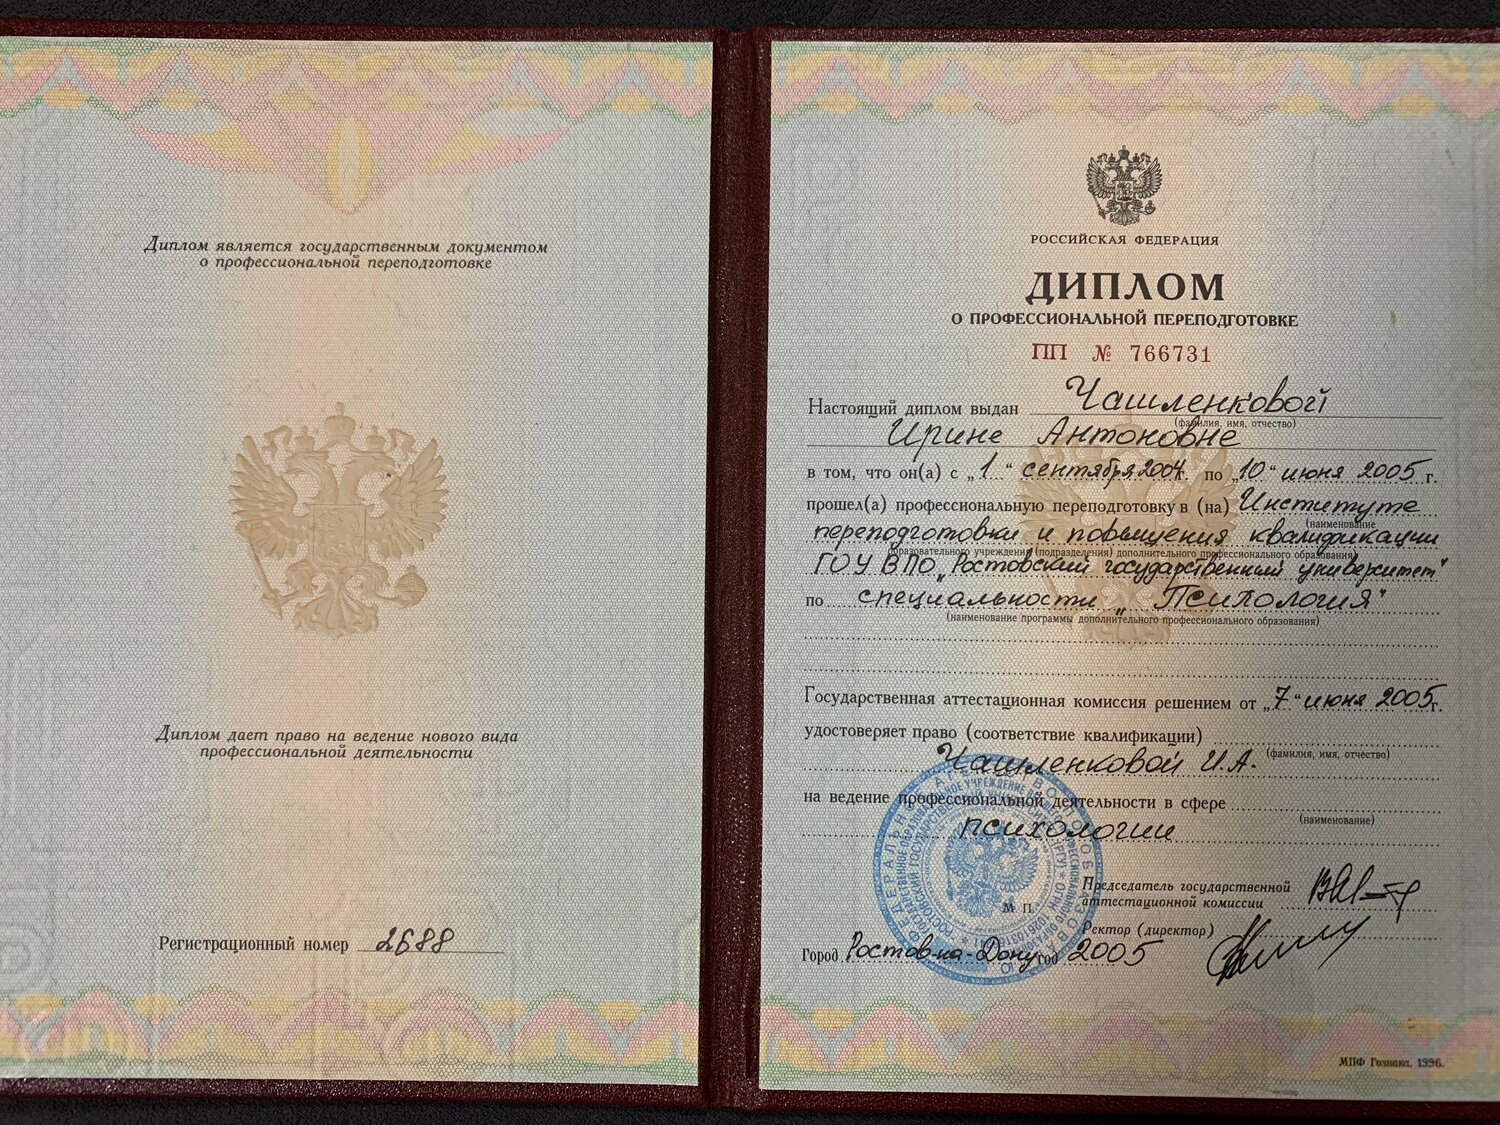 Диплом является государственным документом
о профессиональной переподготовке
Диплом дает право на ведение нового вида
профессиональной деятельности
Регистрационный номер 2688
РОССИЙСКАЯ ФЕДЕРАЦИЯ
ДИПЛОМ
О ПРОФЕССИОНАЛЬНОЙ ПЕРЕПОДГОТОВКЕ
ПП № 766731
Настоящий диплом выдан Чашленковой
(фамилия, имя, отчество)
Ирине Антоновне
в том, что он(а) с „1“ сентября 2004г. по „10“ июня 2005 г.
прошел(а) профессиональную переподготовку в (на) Институте
(наименование
переподготовки и повышения квалификации
образовательного учреждения (подразделения) дополнительного профессионального образования)
ГОУ ВПО „Ростовский государственный университет“
по специальности „Психология“
(наименование программы дополнительного профессионального образования)
Государственная аттестационная комиссия решением от „7“ июня 2005г.
удостоверяет право (соответствие квалификации)
(фамилия, имя, отчество)
Чашленковой И.А.
на ведение профессиональной деятельности в сфере
(наименование)
психологии
Председатель государственной
аттестационной комиссии
М. П.
Ректор (директор)
Город Ростов-на-Дону год 2005
МПФ Гознака. 1996.